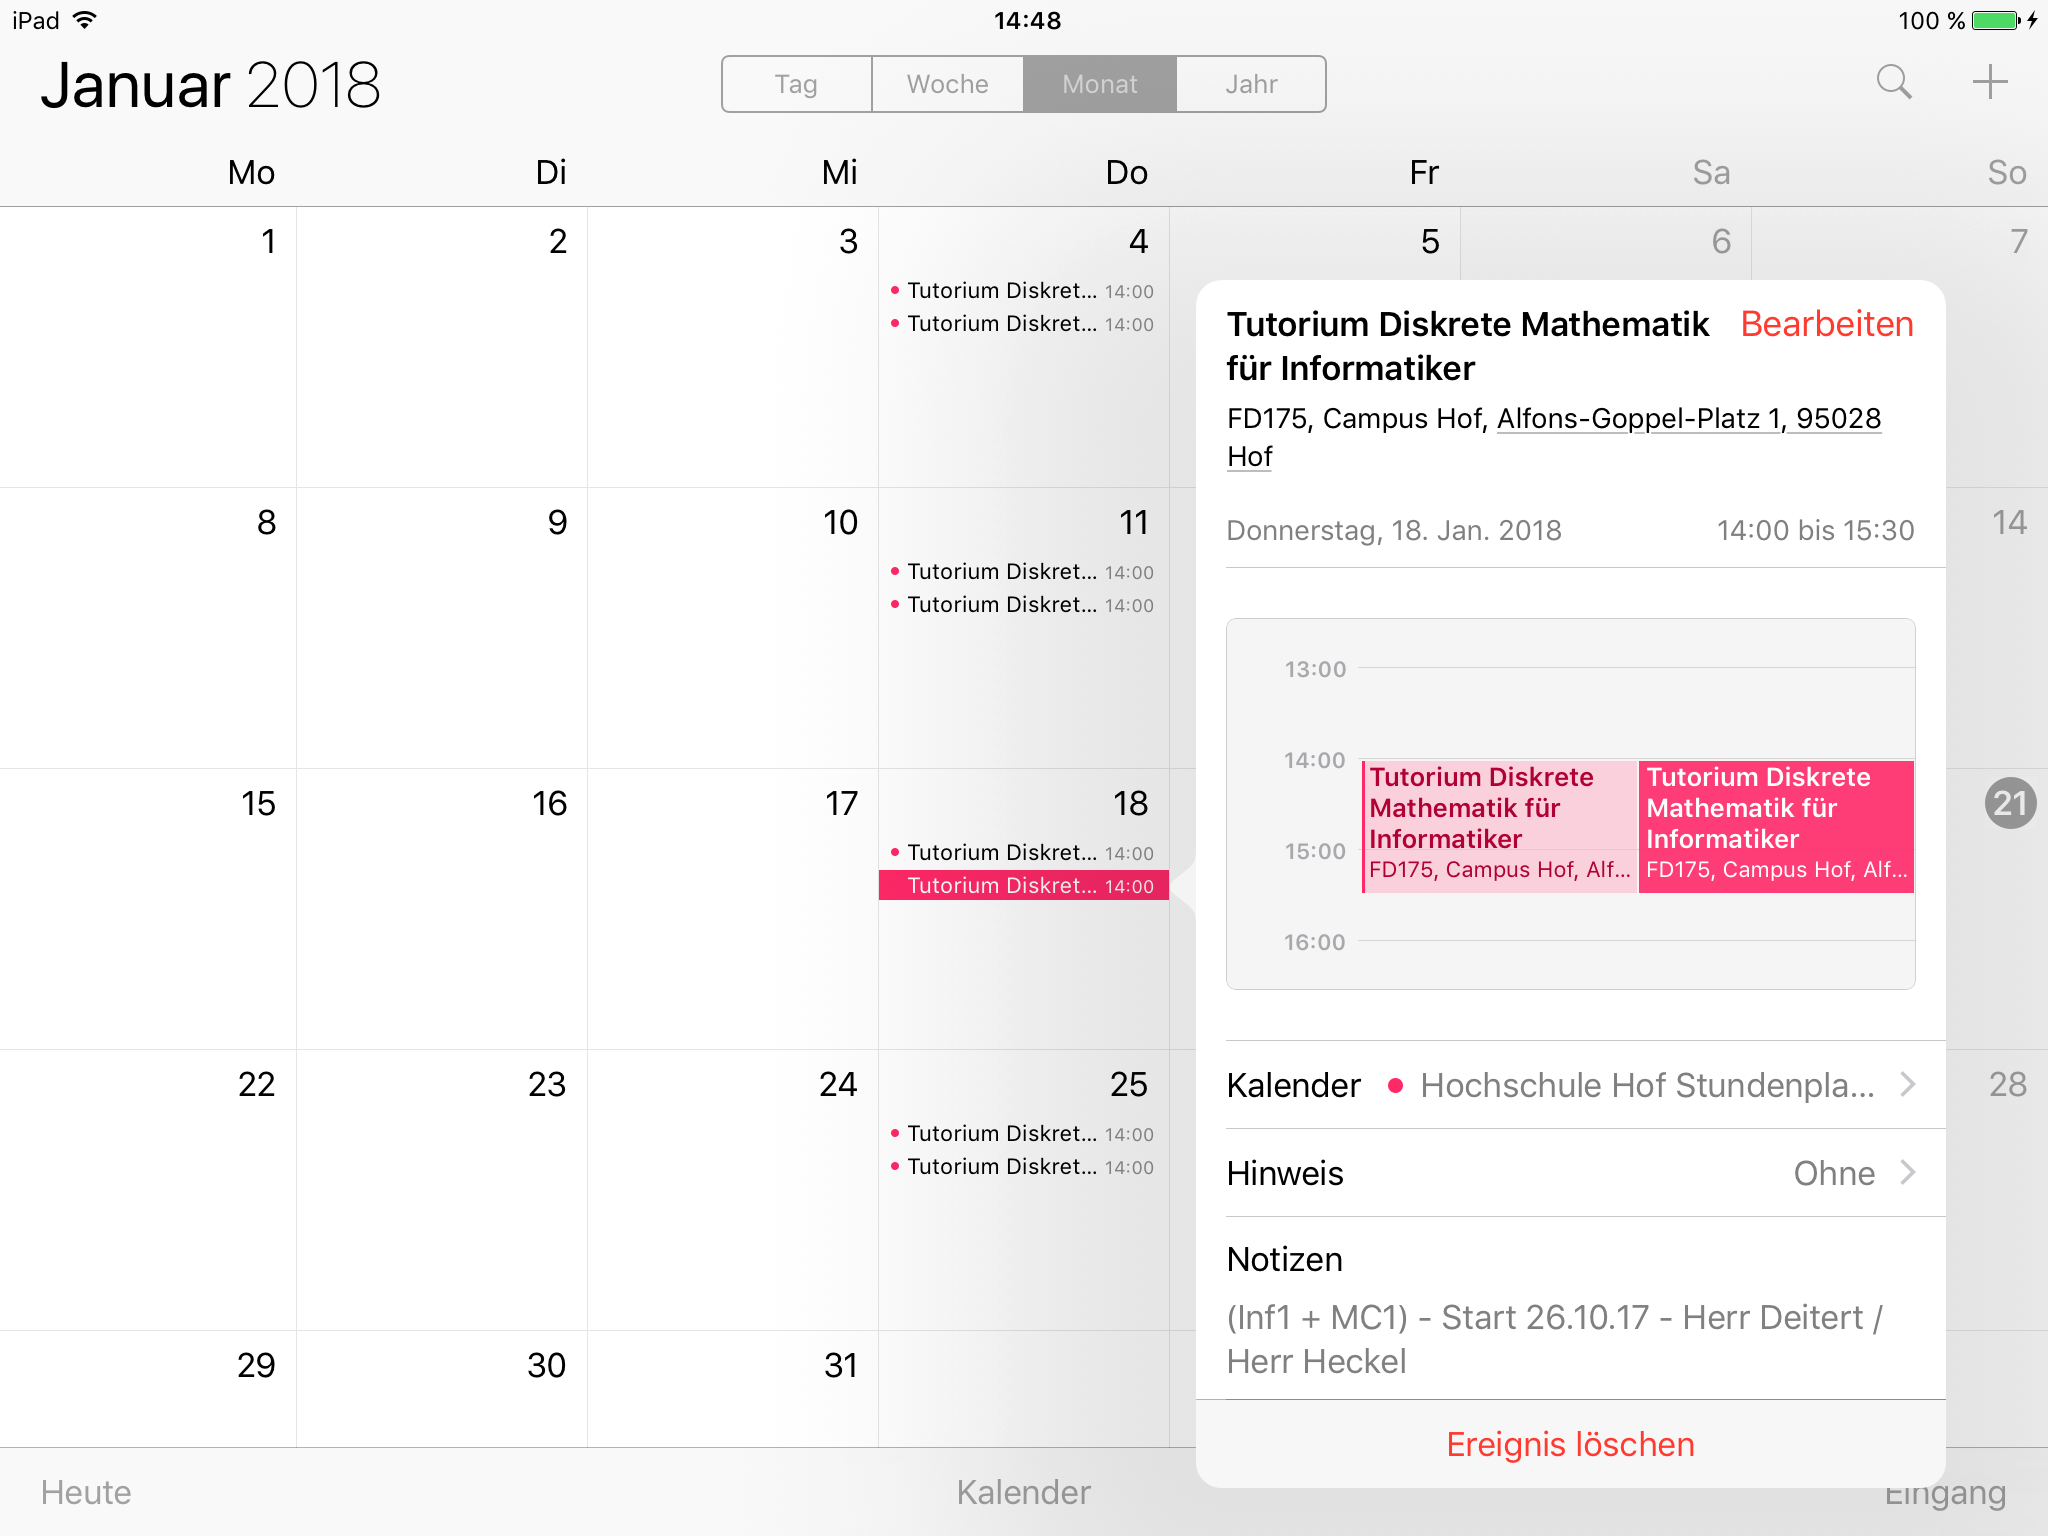 iPad 14:48 100 %
Januar 2018 Tag Woche Monat Jahr
Mo Di Mi Do Fr Sa So
1 2 3 4 5 6 7
Tutorium Diskret... 14:00
Tutorium Diskret... 14:00
8 9 10 11 14
Tutorium Diskret... 14:00
Tutorium Diskret... 14:00
15 16 17 18 21
Tutorium Diskret... 14:00
Tutorium Diskret... 14:00
22 23 24 25 28
Tutorium Diskret... 14:00
Tutorium Diskret... 14:00
29 30 31
Tutorium Diskrete Mathematik Bearbeiten
für Informatiker
FD175, Campus Hof, Alfons-Goppel-Platz 1, 95028
Hof
Donnerstag, 18. Jan. 2018 14:00 bis 15:30
13:00
14:00
Tutorium Diskrete
Mathematik für
Informatiker
FD175, Campus Hof, Alf...
Tutorium Diskrete
Mathematik für
Informatiker
FD175, Campus Hof, Alf...
15:00
16:00
Kalender Hochschule Hof Stundenpla...
Hinweis Ohne
Notizen
(Inf1 + MC1) - Start 26.10.17 - Herr Deitert /
Herr Heckel
Ereignis löschen
Heute Kalender Eingang